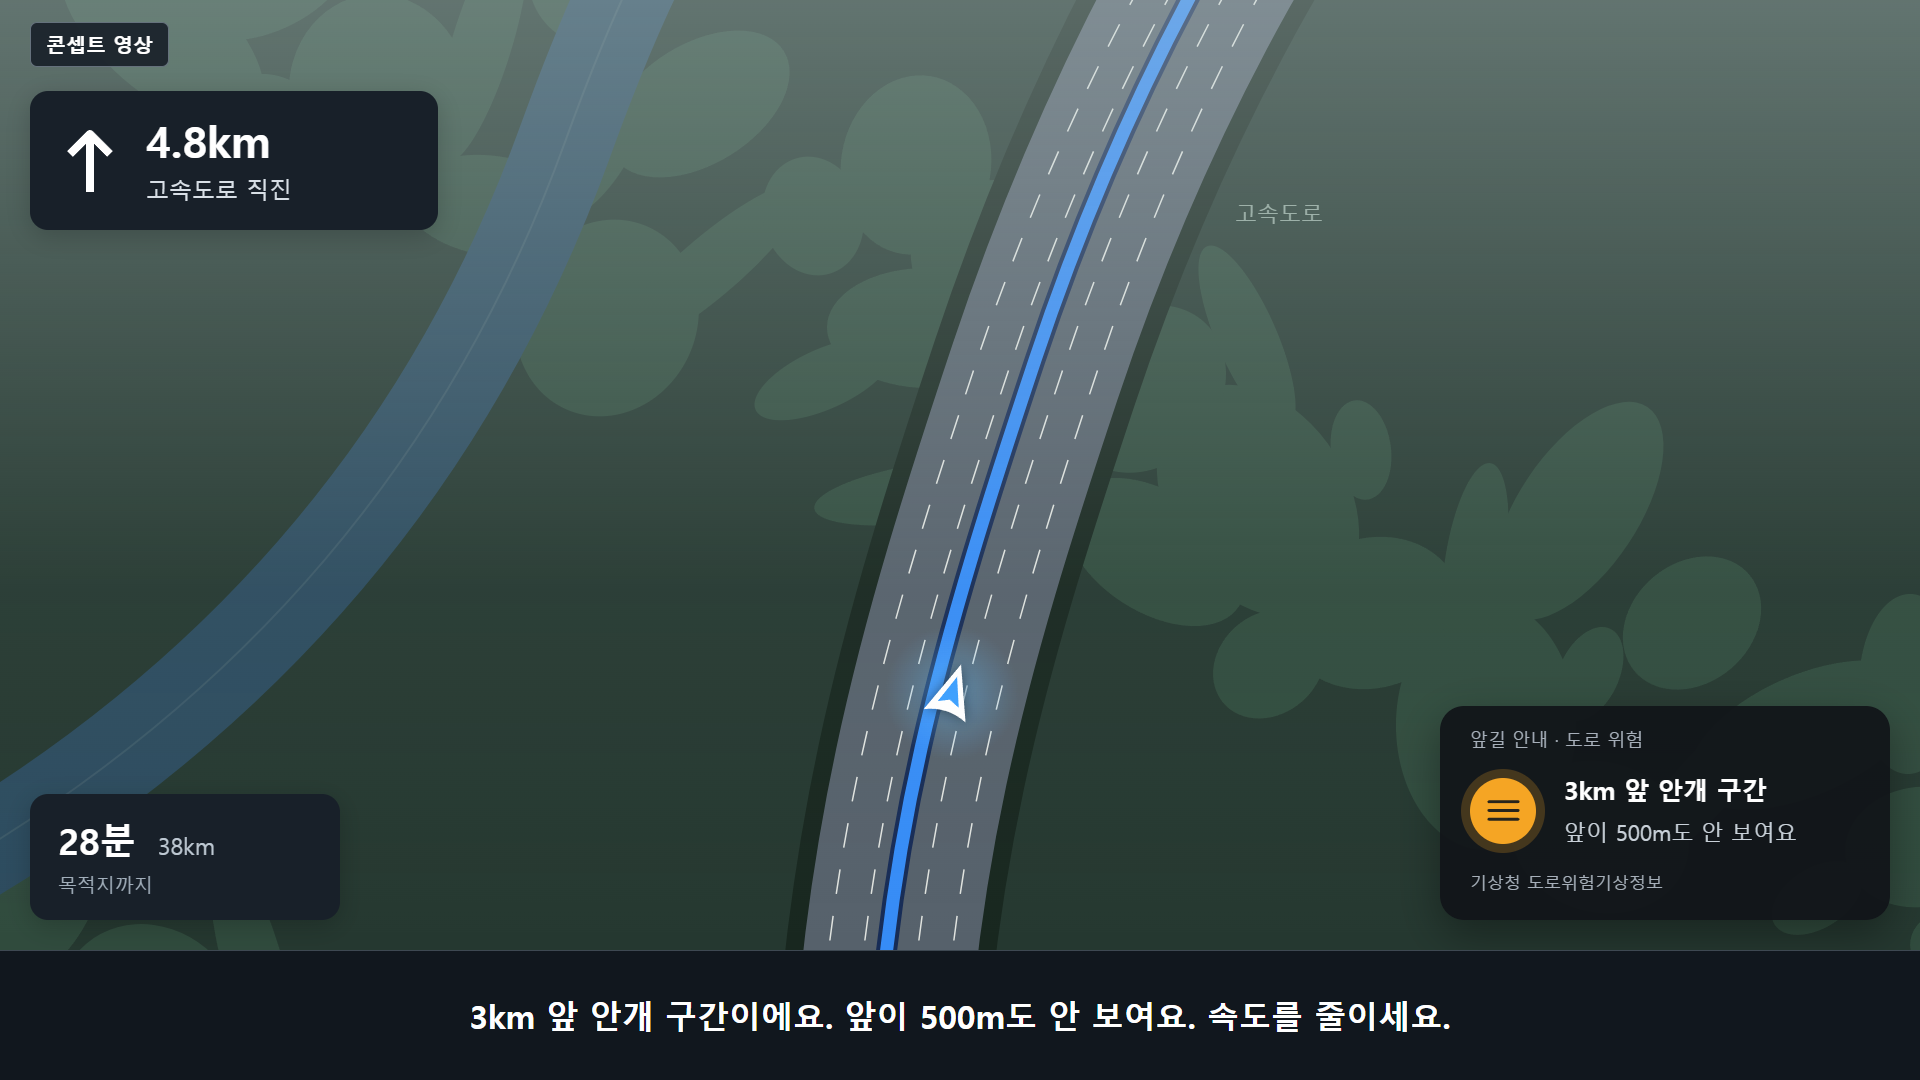 콘셉트 영상
4.8km
고속도로 직진
고속도로
앞길 안내 · 도로 위험
3km 앞 안개 구간
앞이 500m도 안 보여요
기상청 도로위험기상정보
28분 38km
목적지까지
3km 앞 안개 구간이에요. 앞이 500m도 안 보여요. 속도를 줄이세요.